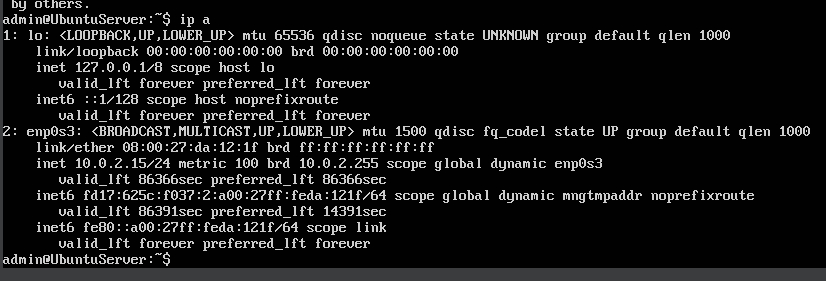 by others.
admin@UbuntuServer:~$ ip a
1: lo: <LOOPBACK,UP,LOWER_UP> mtu 65536 qdisc noqueue state UNKNOWN group default qlen 1000
    link/loopback 00:00:00:00:00:00 brd 00:00:00:00:00:00
    inet 127.0.0.1/8 scope host lo
       valid_lft forever preferred_lft forever
    inet6 ::1/128 scope host noprefixroute
       valid_lft forever preferred_lft forever
2: enp0s3: <BROADCAST,MULTICAST,UP,LOWER_UP> mtu 1500 qdisc fq_codel state UP group default qlen 1000
    link/ether 08:00:27:da:12:1f brd ff:ff:ff:ff:ff:ff
    inet 10.0.2.15/24 metric 100 brd 10.0.2.255 scope global dynamic enp0s3
       valid_lft 86366sec preferred_lft 86366sec
    inet6 fd17:625c:f037:2:a00:27ff:feda:121f/64 scope global dynamic mngtmpaddr noprefixroute
       valid_lft 86391sec preferred_lft 14391sec
    inet6 fe80::a00:27ff:feda:121f/64 scope link
       valid_lft forever preferred_lft forever
admin@UbuntuServer:~$